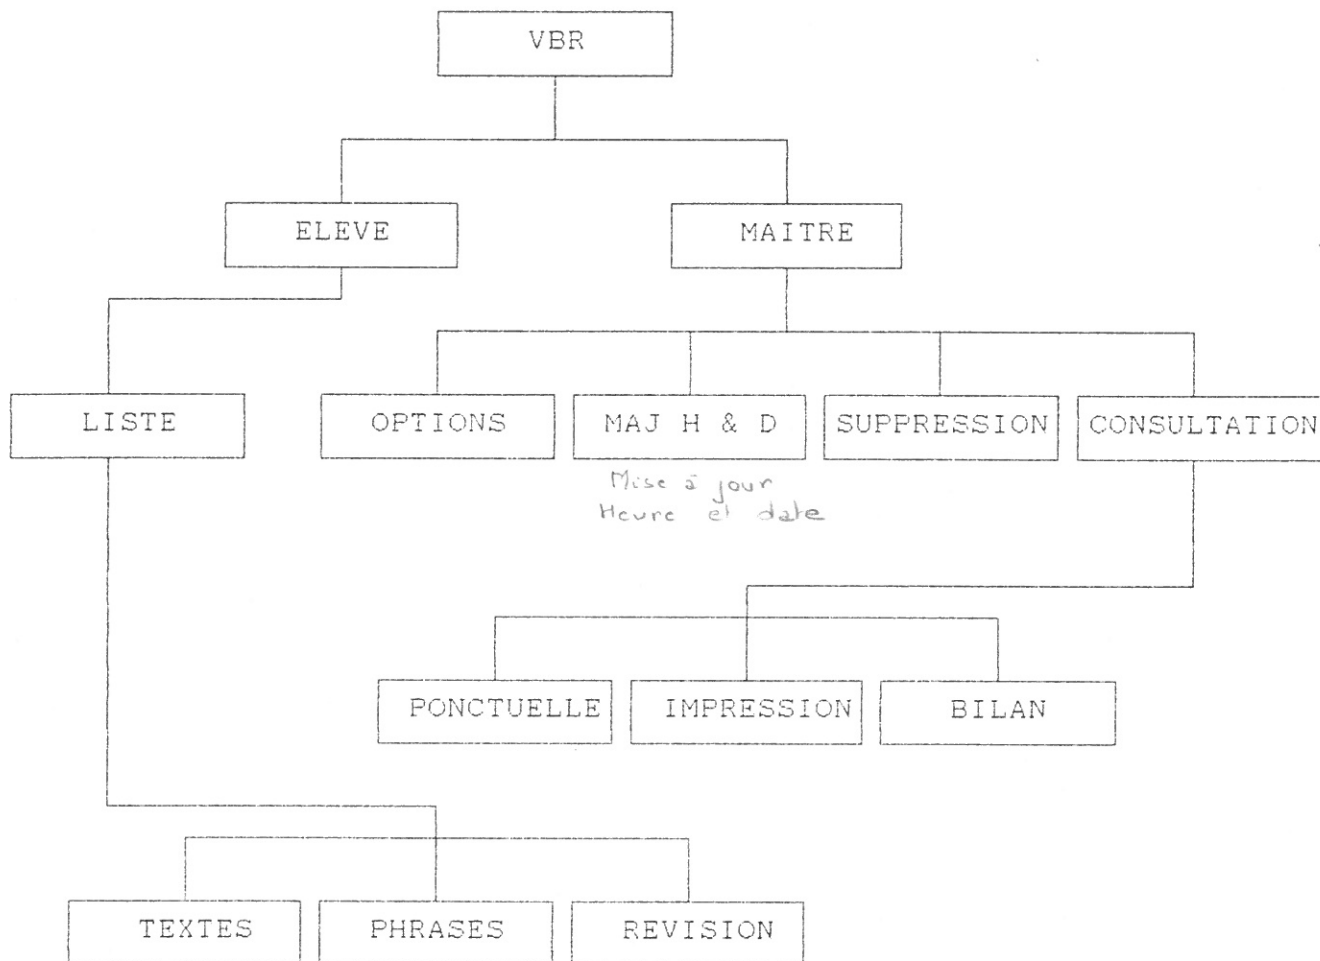 VBR
ELEVE
MAITRE
LISTE
OPTIONS
MAJ H & D
SUPPRESSION
CONSULTATION
Mise à jour
Heure et date
PONCTUELLE
IMPRESSION
BILAN
TEXTES
PHRASES
REVISION